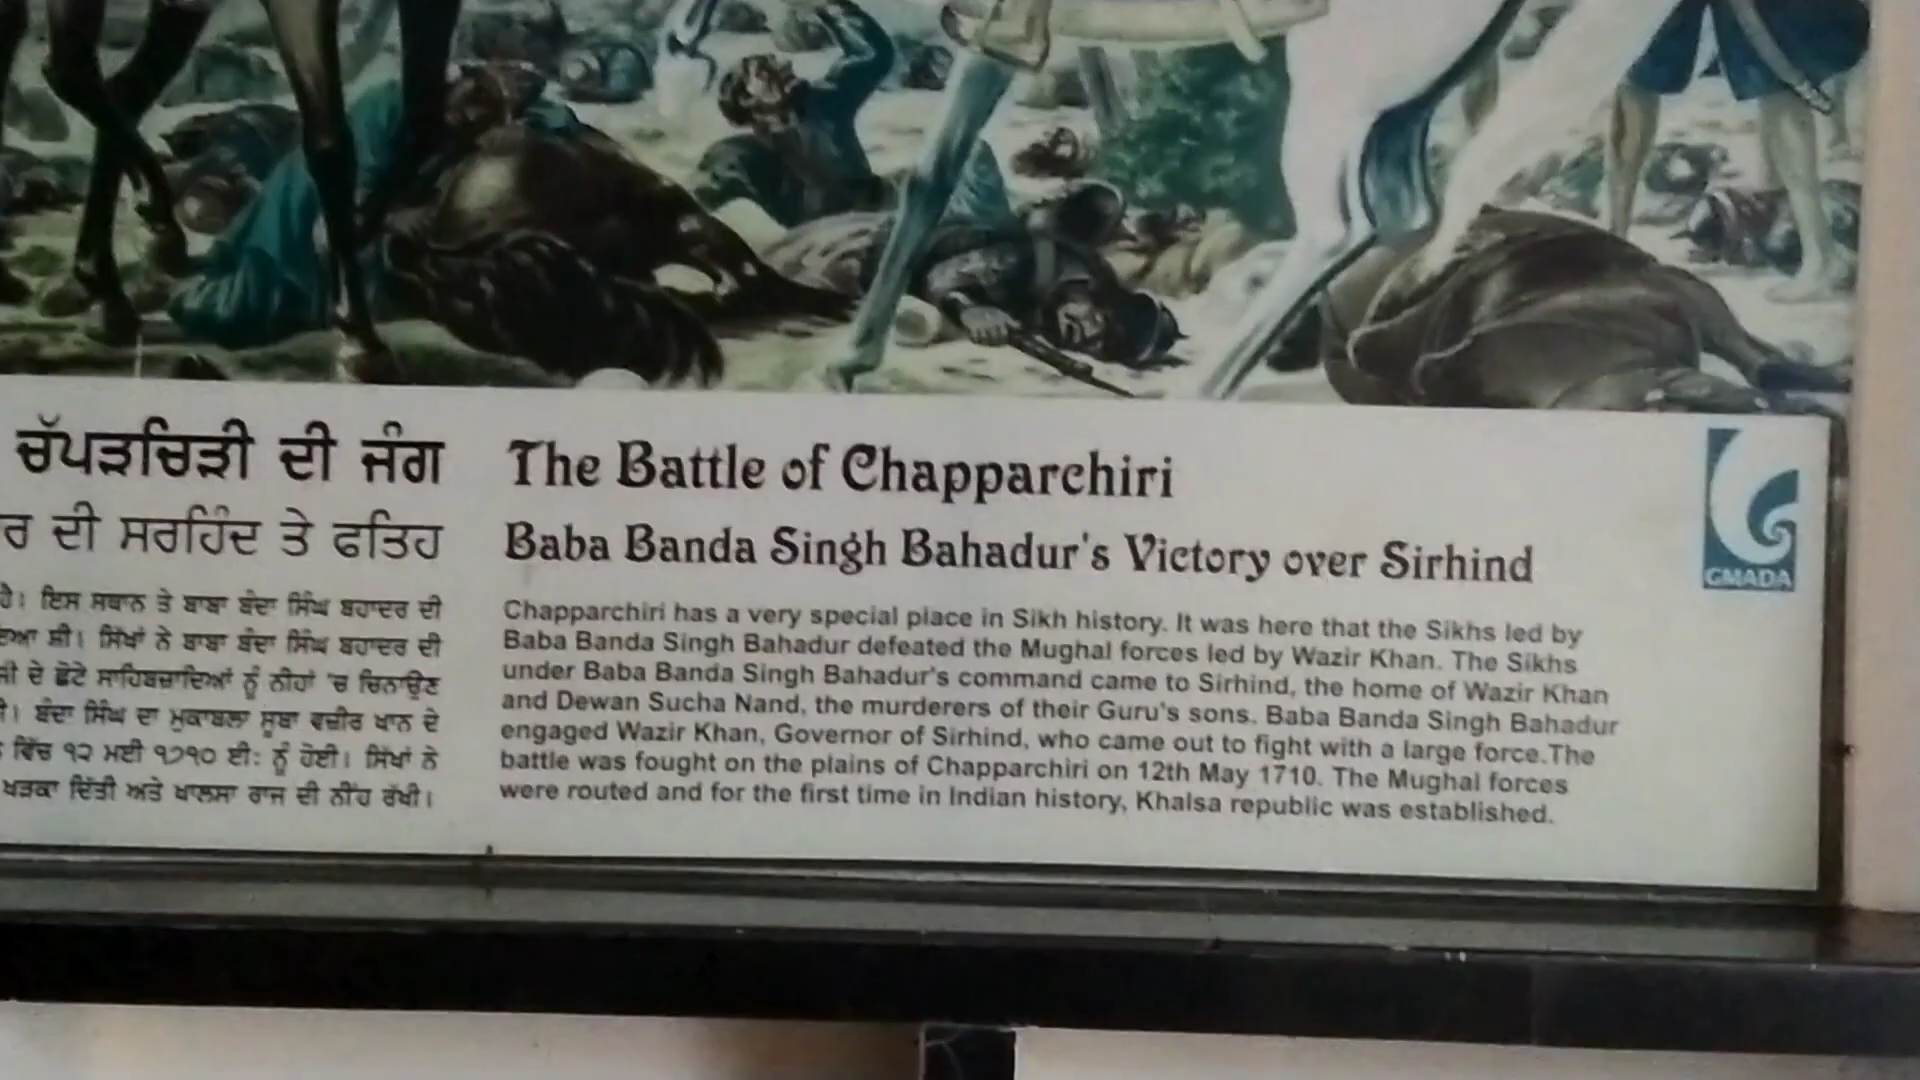 ਚੱਪੜਚਿੜੀ ਦੀ ਜੰਗ
ਦੀ ਸਰਹਿੰਦ ਤੇ ਫਤਿਹ
ਹੈ। ਇਸ ਸਥਾਨ ਤੇ ਬਾਬਾ ਬੰਦਾ ਸਿੰਘ ਬਹਾਦਰ ਦੀ
ਸੀ। ਸਿੱਖਾਂ ਨੇ ਬਾਬਾ ਬੰਦਾ ਸਿੰਘ ਬਹਾਦਰ ਦੀ
ਦੇ ਛੋਟੇ ਸਾਹਿਬਜ਼ਾਦਿਆਂ ਨੂੰ ਨੀਹਾਂ 'ਚ ਚਿਨਾਉਣ
ਬੰਦਾ ਸਿੰਘ ਦਾ ਮੁਕਾਬਲਾ ਸੂਬਾ ਵਜ਼ੀਰ ਖਾਨ ਦੇ
ਵਿੱਚ ੧੨ ਮਈ ੧੭੧੦ ਈਃ ਨੂੰ ਹੋਈ। ਸਿੱਖਾਂ ਨੇ
ਖੜਕਾ ਦਿੱਤੀ ਅਤੇ ਖਾਲਸਾ ਰਾਜ ਦੀ ਨੀਂਹ ਰੱਖੀ।
The Battle of Chapparchiri
Baba Banda Singh Bahadur's Victory over Sirhind
Chapparchiri has a very special place in Sikh history. It was here that the Sikhs led by
Baba Banda Singh Bahadur defeated the Mughal forces led by Wazir Khan. The Sikhs
under Baba Banda Singh Bahadur's command came to Sirhind, the home of Wazir Khan
and Dewan Sucha Nand, the murderers of their Guru's sons. Baba Banda Singh Bahadur
engaged Wazir Khan, Governor of Sirhind, who came out to fight with a large force.The
battle was fought on the plains of Chapparchiri on 12th May 1710. The Mughal forces
were routed and for the first time in Indian history, Khalsa republic was established.
GMADA